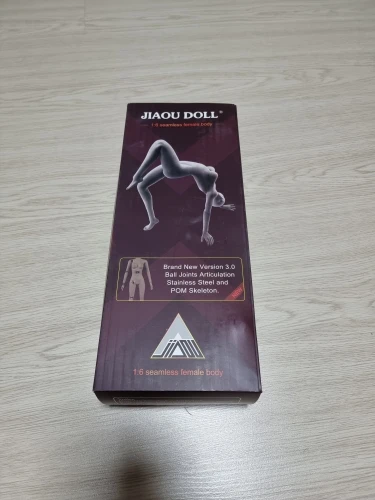 JIAOU DOLL®
1:6 seamless female body
Brand New Version 3.0
Ball Joints Articulation
Stainless Steel and
POM Skeleton.
1:6 seamless female body